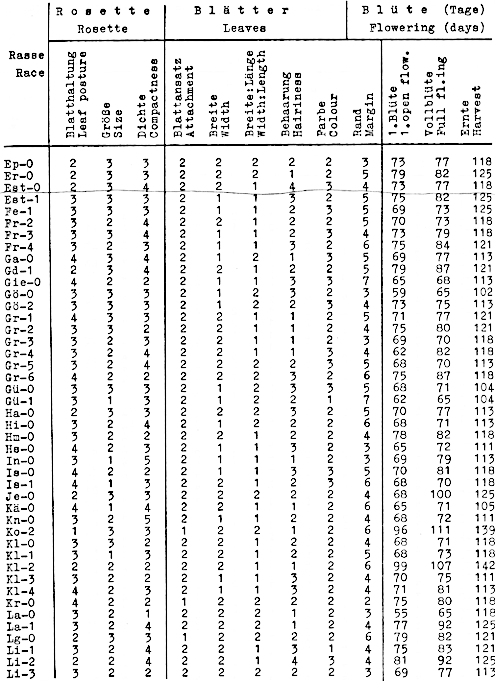 Rosette Blätter Blüte (Tage)
Rosette Leaves Flowering (days)
Rasse
Race
Blatthaltung
Leaf posture
Größe
Size
Dichte
Compactness
Blattansatz
Attachment
Breite
Width
Breite:Länge
Width:Length
Behaarung
Hairiness
Farbe
Colour
Rand
Margin
1.Blüte
1.open flow.
Vollblüte
Full fl.ing
Ernte
Harvest
Ep-0 2 3 3 2 2 2 2 2 3 73 77 118
Er-0 2 3 3 2 2 2 1 2 5 79 82 125
Est-0 2 3 4 2 2 1 4 3 4 73 77 118
Est-1 3 3 3 2 1 1 3 2 5 75 82 125
Fe-1 3 3 3 2 1 1 2 3 5 69 73 125
Fr-2 3 2 4 2 2 1 2 2 5 70 73 118
Fr-3 3 3 4 2 1 1 2 3 4 73 79 118
Fr-4 3 2 3 2 1 1 3 2 6 75 84 121
Ga-0 4 3 4 2 1 2 1 2 5 69 77 113
Gd-1 2 3 4 2 2 1 2 2 5 79 87 121
Gie-0 4 2 2 2 1 1 3 3 7 65 68 113
Gö-0 3 3 3 2 1 2 3 2 3 59 65 102
Gö-2 3 3 3 2 1 2 2 3 4 73 75 113
Gr-1 4 3 4 2 2 1 1 2 5 71 77 121
Gr-2 3 3 2 2 1 1 2 2 4 75 80 121
Gr-3 3 2 3 2 1 1 2 2 3 69 70 118
Gr-4 3 2 4 2 1 1 1 3 4 62 82 118
Gr-5 3 2 4 2 2 2 2 3 5 68 70 113
Gr-6 4 2 2 2 2 2 3 2 6 75 87 118
Gü-0 3 3 3 2 1 2 3 3 5 68 71 104
Gü-1 3 1 3 2 1 2 2 1 7 62 65 104
Ha-0 2 3 3 2 2 2 3 2 5 70 77 113
Hi-0 3 2 4 2 1 2 2 2 6 68 71 113
Hm-0 3 2 2 2 2 1 2 2 4 78 82 118
Hs-0 4 2 3 2 1 1 3 2 3 65 72 111
In-0 3 1 5 2 1 1 1 2 3 69 79 113
Is-0 4 2 2 2 1 1 3 3 5 70 81 118
Is-1 4 1 3 2 2 1 2 3 6 68 70 118
Je-0 2 3 3 2 2 2 2 2 4 68 100 125
Kä-0 4 1 4 2 2 1 1 2 6 65 71 105
Kn-0 3 2 5 2 1 1 2 2 4 68 72 111
Ko-2 1 3 3 1 2 2 1 2 6 96 111 139
Kl-0 3 3 2 2 2 1 2 2 4 68 71 118
Kl-1 3 1 3 2 2 1 2 2 5 68 73 118
Kl-2 2 2 2 2 2 1 2 2 6 99 107 142
Kl-3 3 2 2 2 1 1 3 2 4 70 75 111
Kl-4 4 2 3 2 1 1 3 2 4 71 81 113
Kr-0 4 2 2 1 2 2 2 2 2 75 80 118
La-0 3 2 1 2 2 2 2 2 3 55 65 118
La-1 3 2 4 2 2 2 1 2 4 77 92 125
Lg-0 2 3 3 1 2 2 2 2 6 79 82 121
Li-1 3 2 4 2 2 1 3 1 4 75 83 121
Li-2 2 2 4 2 2 1 4 3 4 81 92 125
Li-3 3 2 2 2 2 1 2 2 4 69 77 113